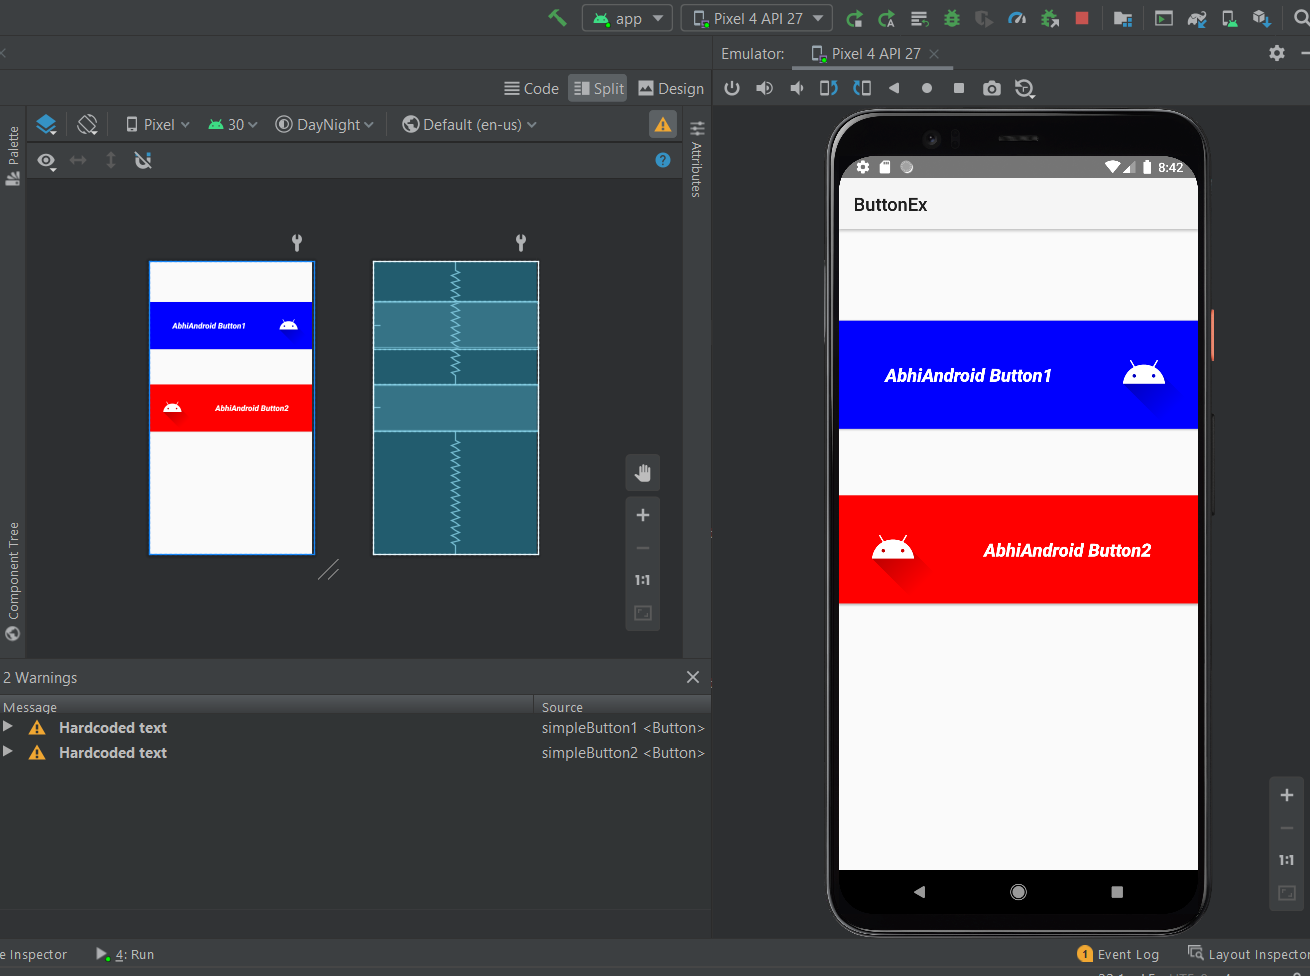 app
Pixel 4 API 27
Emulator:
Pixel 4 API 27
Code
Split
Design
Pixel
30
DayNight
Default (en-us)
Palette
Attributes
8:42
ButtonEx
AbhiAndroid Button1
AbhiAndroid Button2
AbhiAndroid Button1
AbhiAndroid Button2
1:1
Component Tree
2 Warnings
Message
Source
Hardcoded text
simpleButton1 <Button>
Hardcoded text
simpleButton2 <Button>
1:1
e Inspector
4: Run
1
Event Log
Layout Inspector